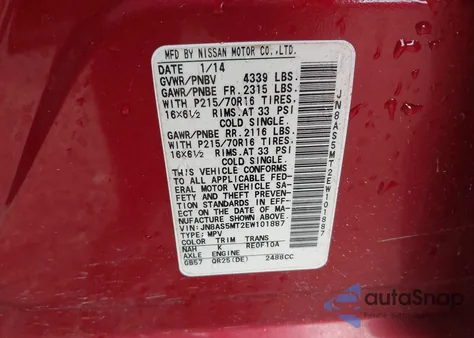 MFD BY NISSAN MOTOR CO.,LTD.
DATE 1/14
GVWR/PNBV 4339 LBS.
GAWR/PNBE FR. 2315 LBS.
WITH P215/70R16 TIRES,
16X6½ RIMS, AT 33 PSI
COLD SINGLE.
GAWR/PNBE RR. 2116 LBS.
WITH P215/70R16 TIRES,
16X6½ RIMS, AT 33 PSI
COLD SINGLE.
THIS VEHICLE CONFORMS
TO ALL APPLICABLE FED-
ERAL MOTOR VEHICLE SA-
FETY AND THEFT PREVEN-
TION STANDARDS IN EFF-
ECT ON THE DATE OF MA-
NUFACTURE SHOWN ABOVE.
VIN: JN8AS5MT2EW101887
TYPE: MPV
COLOR TRIM TRANS
NAH K RE0F10A
AXLE ENGINE
GB57 QR25(DE) 2488CC
JN8AS5MT2EW101887
autoSnap